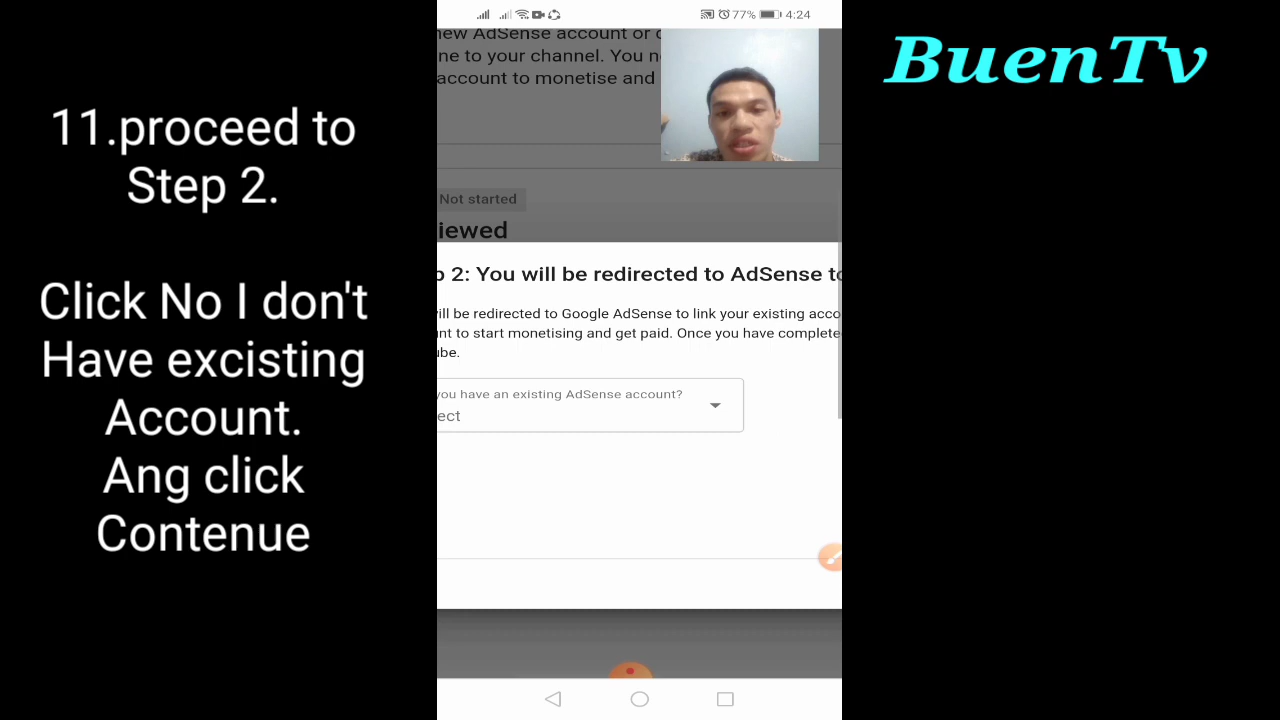 11.proceed to
Step 2.
Click No I don't
Have excisting
Account.
Ang click
Contenue
77% 4:24
new AdSense account or
ne to your channel. You
account to monetise and
Not started
iewed
2: You will be redirected to AdSense to
ill be redirected to Google AdSense to link your existing acco
nt to start monetising and get paid. Once you have complete
ube.
you have an existing AdSense account?
ect
BuenTv